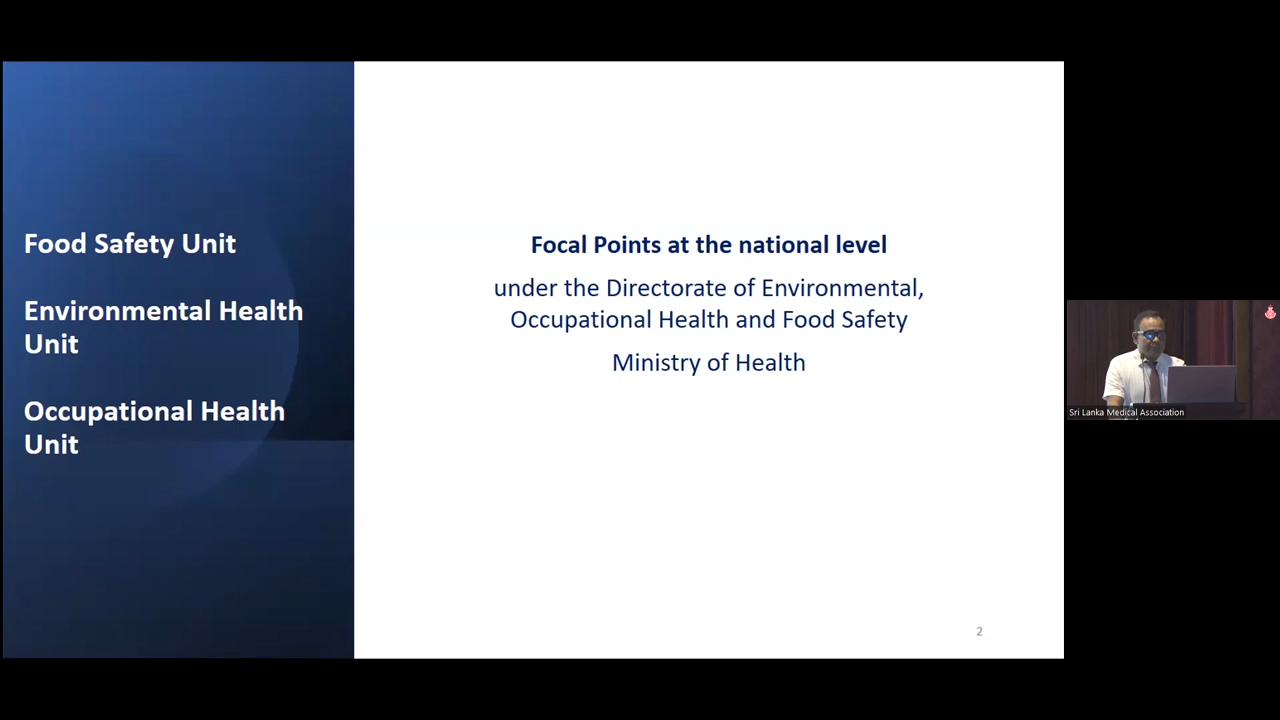 Food Safety Unit
Environmental Health
Unit
Occupational Health
Unit
Focal Points at the national level
under the Directorate of Environmental,
Occupational Health and Food Safety
Ministry of Health
2
Sri Lanka Medical Association